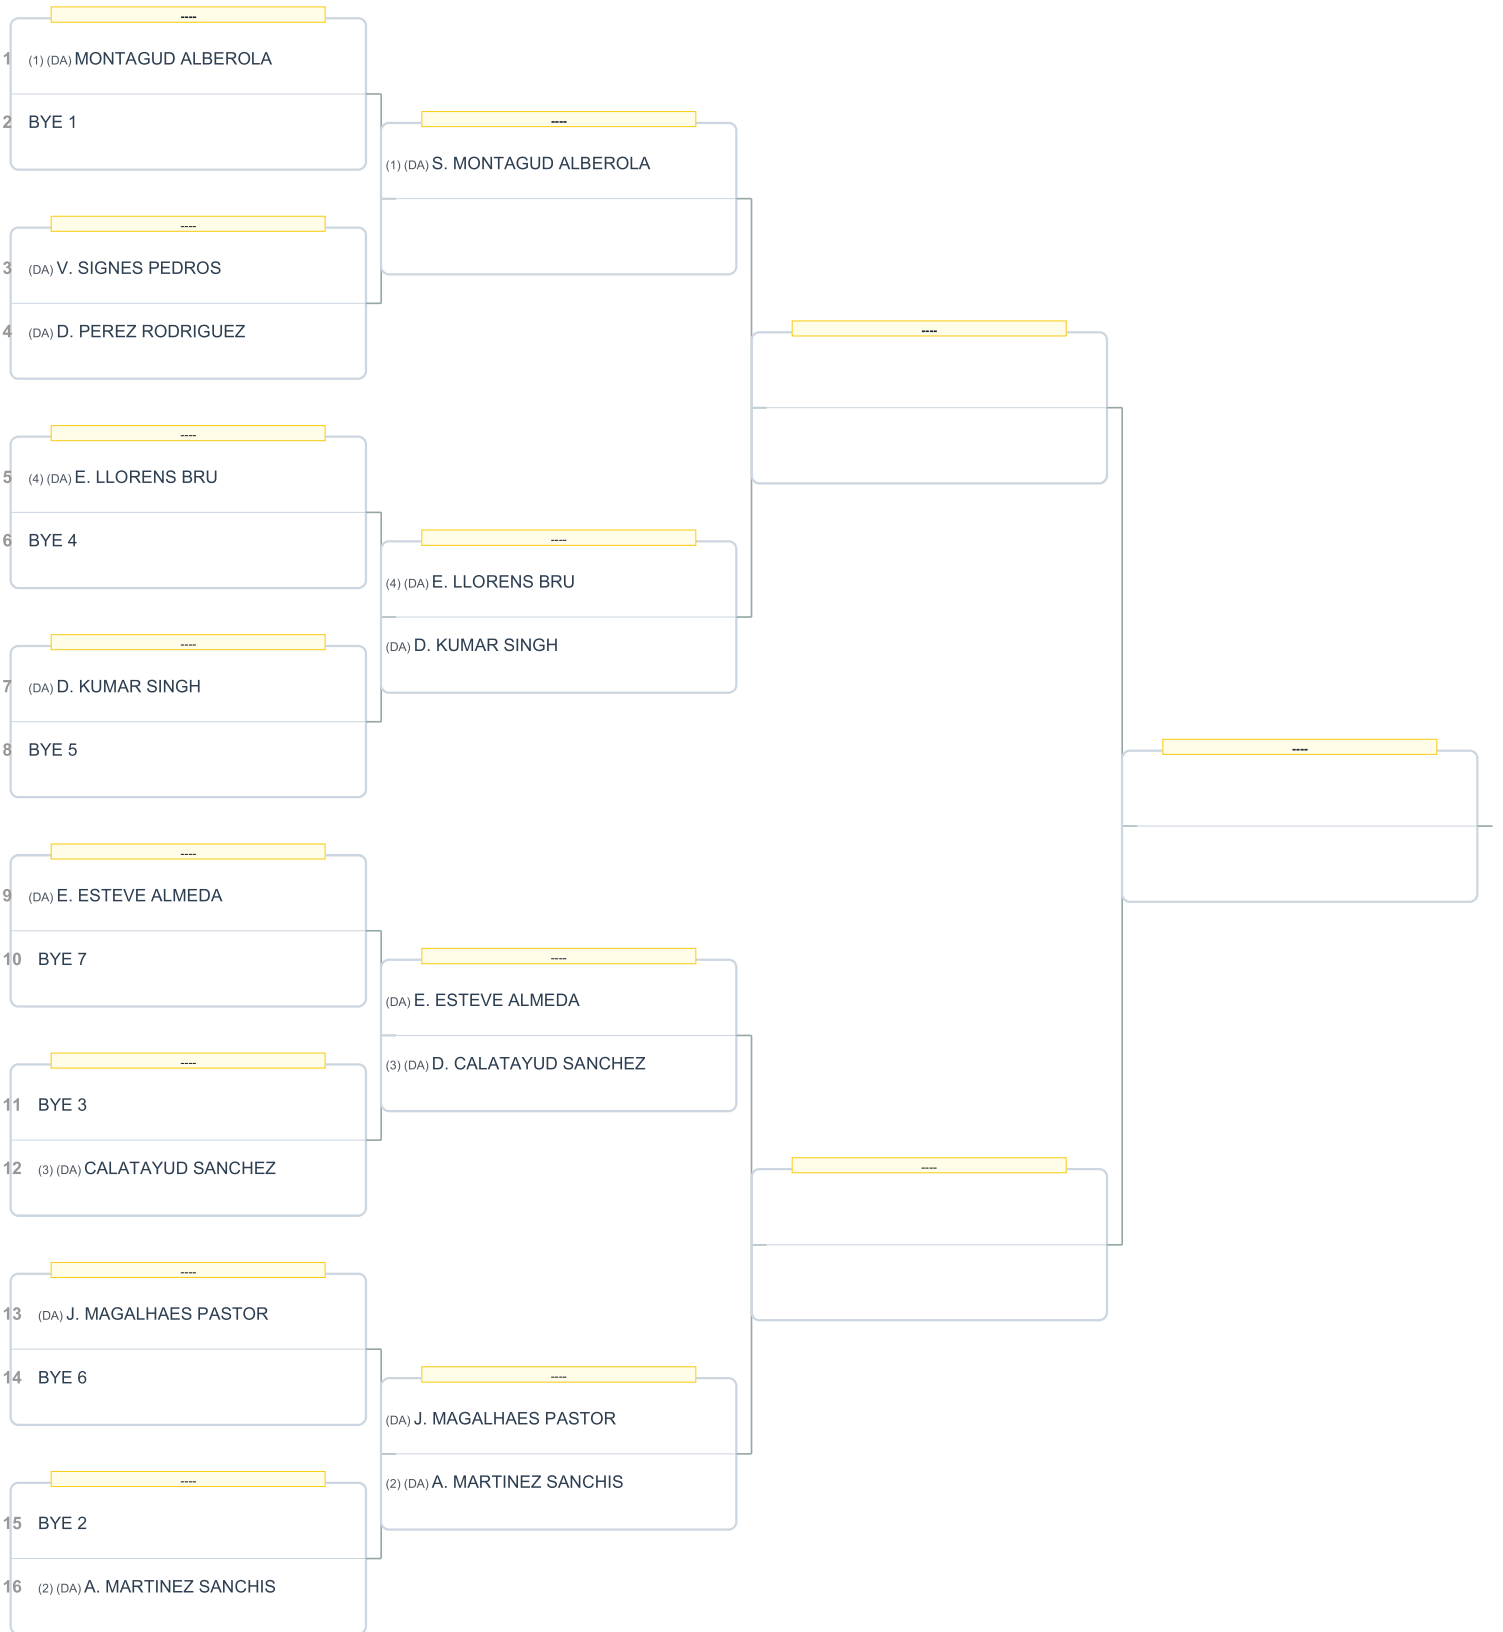 ----
1 (1) (DA) MONTAGUD ALBEROLA
2 BYE 1
----
3 (DA) V. SIGNES PEDROS
4 (DA) D. PEREZ RODRIGUEZ
----
5 (4) (DA) E. LLORENS BRU
6 BYE 4
----
7 (DA) D. KUMAR SINGH
8 BYE 5
----
9 (DA) E. ESTEVE ALMEDA
10 BYE 7
----
11 BYE 3
12 (3) (DA) CALATAYUD SANCHEZ
----
13 (DA) J. MAGALHAES PASTOR
14 BYE 6
----
15 BYE 2
16 (2) (DA) A. MARTINEZ SANCHIS
----
(1) (DA) S. MONTAGUD ALBEROLA
----
(4) (DA) E. LLORENS BRU
(DA) D. KUMAR SINGH
----
(DA) E. ESTEVE ALMEDA
(3) (DA) D. CALATAYUD SANCHEZ
----
(DA) J. MAGALHAES PASTOR
(2) (DA) A. MARTINEZ SANCHIS
----
----
----